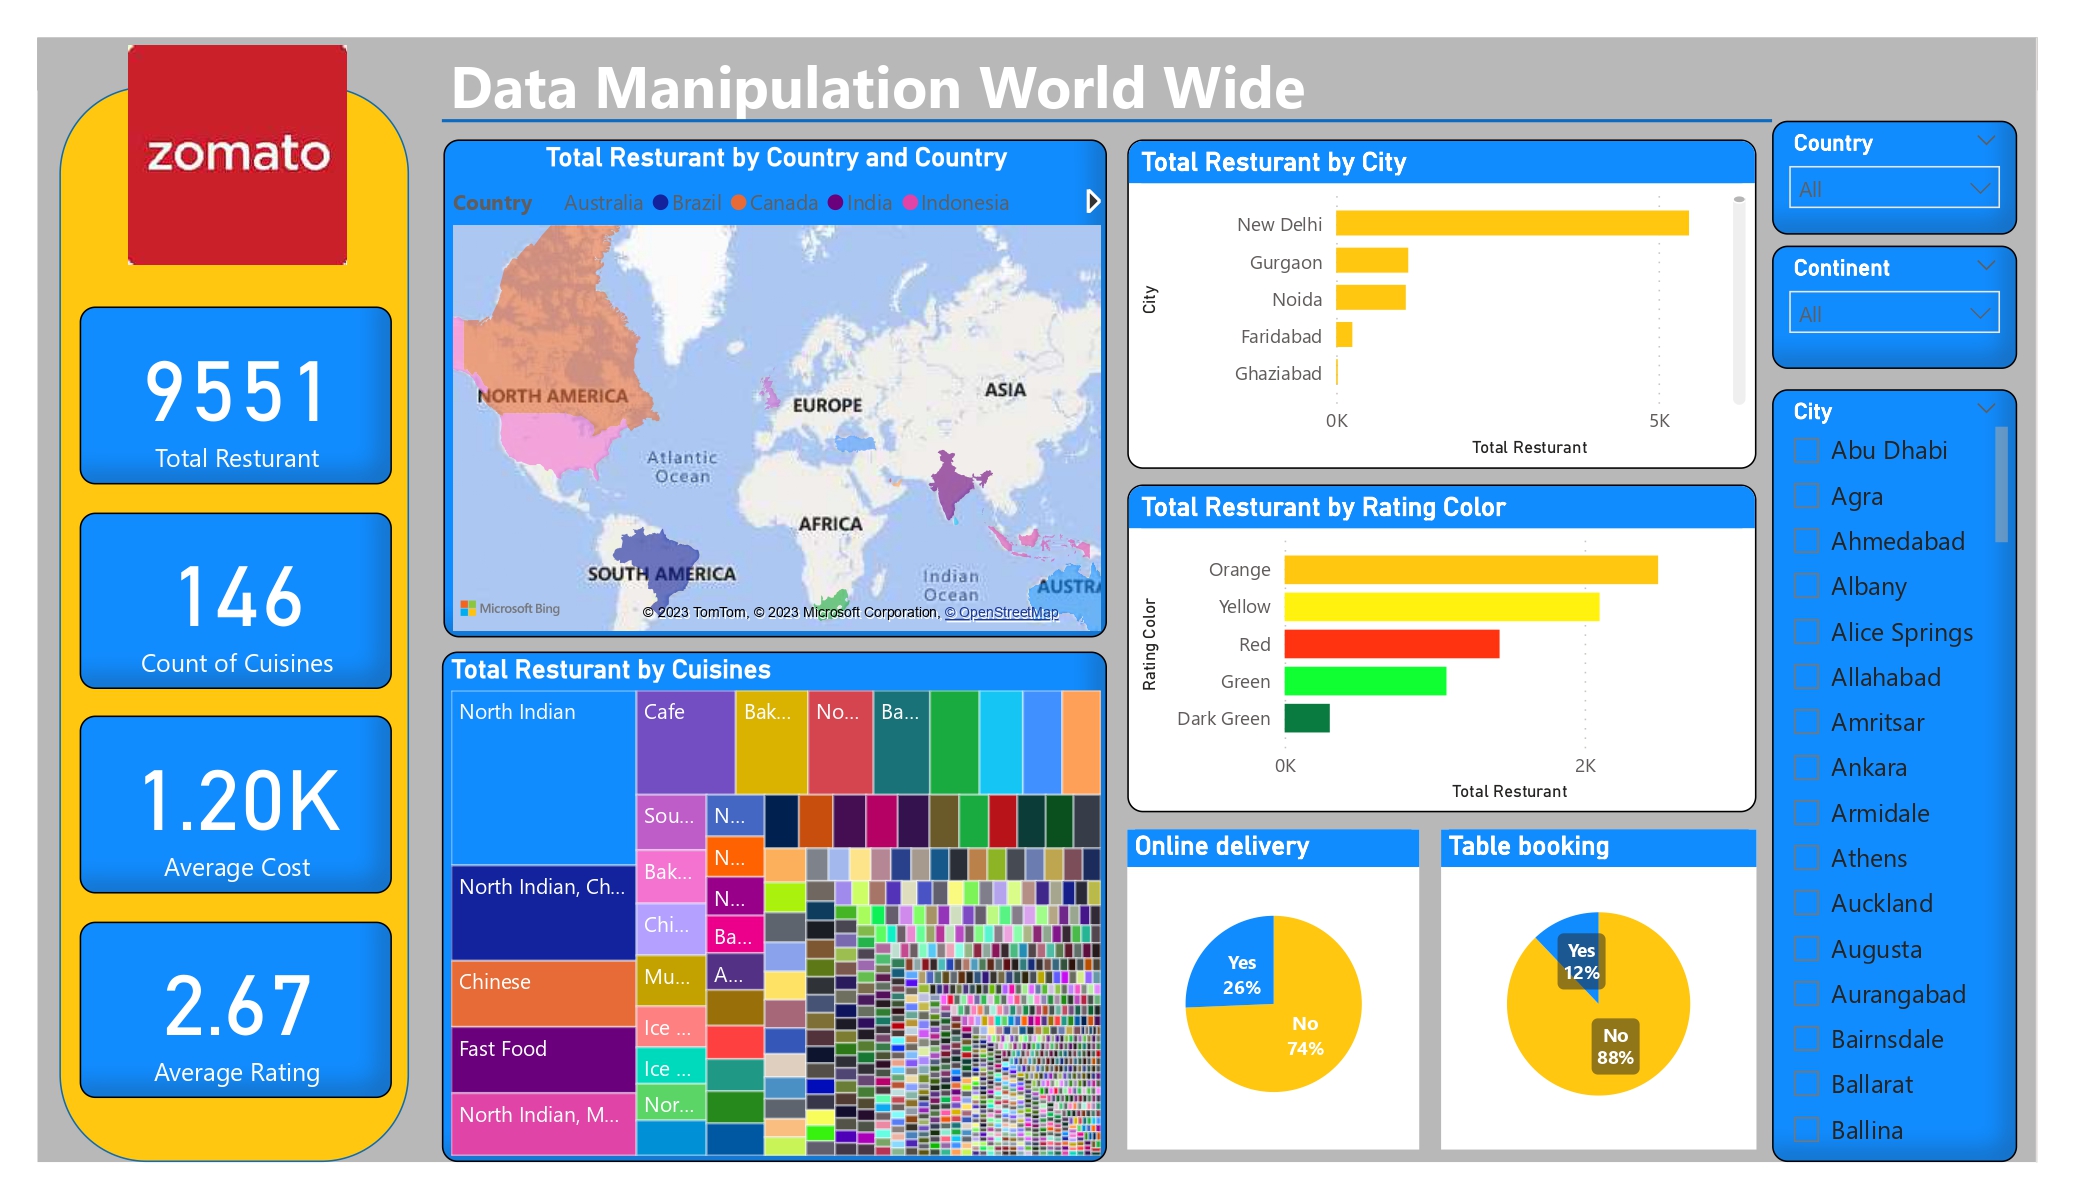 zomato
Data Manipulation World Wide
9551
Total Resturant
146
Count of Cuisines
1.20K
Average Cost
2.67
Average Rating
Total Resturant by Country and Country
Country Australia Brazil Canada India Indonesia
NORTH AMERICA
EUROPE
ASIA
Atlantic
Ocean
AFRICA
SOUTH AMERICA
Indian
Ocean
AUSTRA
Microsoft Bing
© 2023 TomTom, © 2023 Microsoft Corporation, © OpenStreetMap
Total Resturant by Cuisines
North Indian
Cafe
Bak...
No...
Ba...
Sou...
N...
Bak...
N...
North Indian, Ch...
N...
Chi...
Ba...
Chinese
Mu...
A...
Fast Food
Ice ...
Ice ...
North Indian, M...
Nor...
Total Resturant by City
City
New Delhi
Gurgaon
Noida
Faridabad
Ghaziabad
0K 5K
Total Resturant
Total Resturant by Rating Color
Rating Color
Orange
Yellow
Red
Green
Dark Green
0K 2K
Total Resturant
Online delivery
Yes
26%
No
74%
Table booking
Yes
12%
No
88%
Country
All
Continent
All
City
Abu Dhabi
Agra
Ahmedabad
Albany
Alice Springs
Allahabad
Amritsar
Ankara
Armidale
Athens
Auckland
Augusta
Aurangabad
Bairnsdale
Ballarat
Ballina